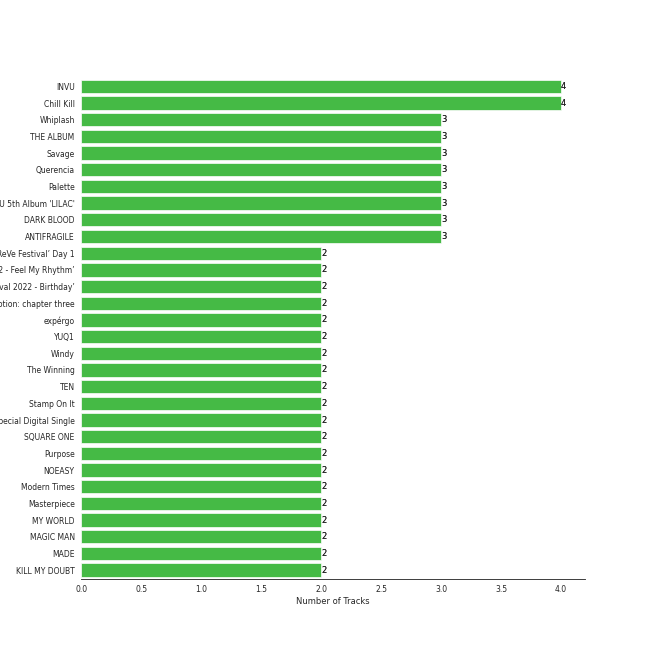 INVU 4
Chill Kill 4
Whiplash 3
THE ALBUM 3
Savage 3
Querencia 3
Palette 3
U 5th Album 'LILAC' 3
DARK BLOOD 3
ANTIFRAGILE 3
ReVe Festival' Day 1 2
2 - Feel My Rhythm' 2
val 2022 - Birthday' 2
ption: chapter three 2
expérgo 2
YUQ1 2
Windy 2
The Winning 2
TEN 2
Stamp On It 2
pecial Digital Single 2
SQUARE ONE 2
Purpose 2
NOEASY 2
Modern Times 2
Masterpiece 2
MY WORLD 2
MAGIC MAN 2
MADE 2
KILL MY DOUBT 2
0.0 0.5 1.0 1.5 2.0 2.5 3.0 3.5 4.0
Number of Tracks